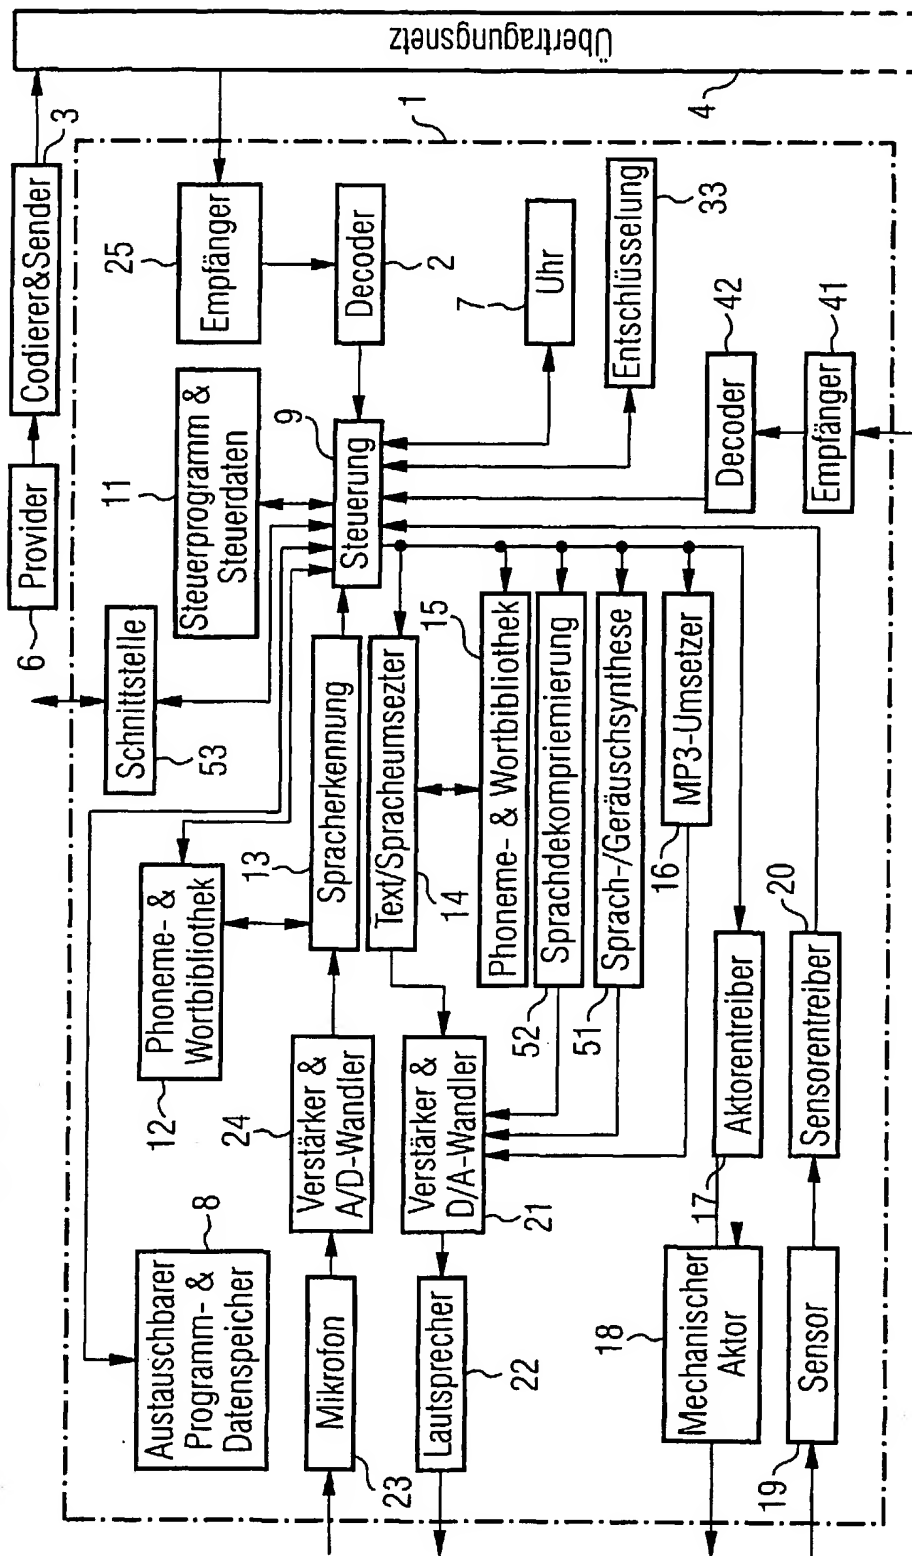 6
Provider
Codierer&Sender
3
Übertragungsnetz
4
1
Austauschbarer
Programm- &
Datenspeicher
8
12
Phoneme- &
Wortbibliothek
Schnittstelle
53
11
Steuerprogramm &
Steuerdaten
25
Empfänger
Mikrofon
23
24
Verstärker &
A/D-Wandler
13
Spracherkennung
9
Steuerung
Decoder
2
Lautsprecher
22
Verstärker &
D/A-Wandler
21
Text/Spracheumsezter
14
15
Phoneme- & Wortbibliothek
52
Sprachdekompriemierung
51
Sprach-/Geräuschsynthese
16
MP3-Umsetzer
7
Uhr
Entschlüsselung
33
18
Mechanischer
Aktor
17
Aktorentreiber
Decoder
42
19
Sensor
Sensorentreiber
20
Empfänger
41